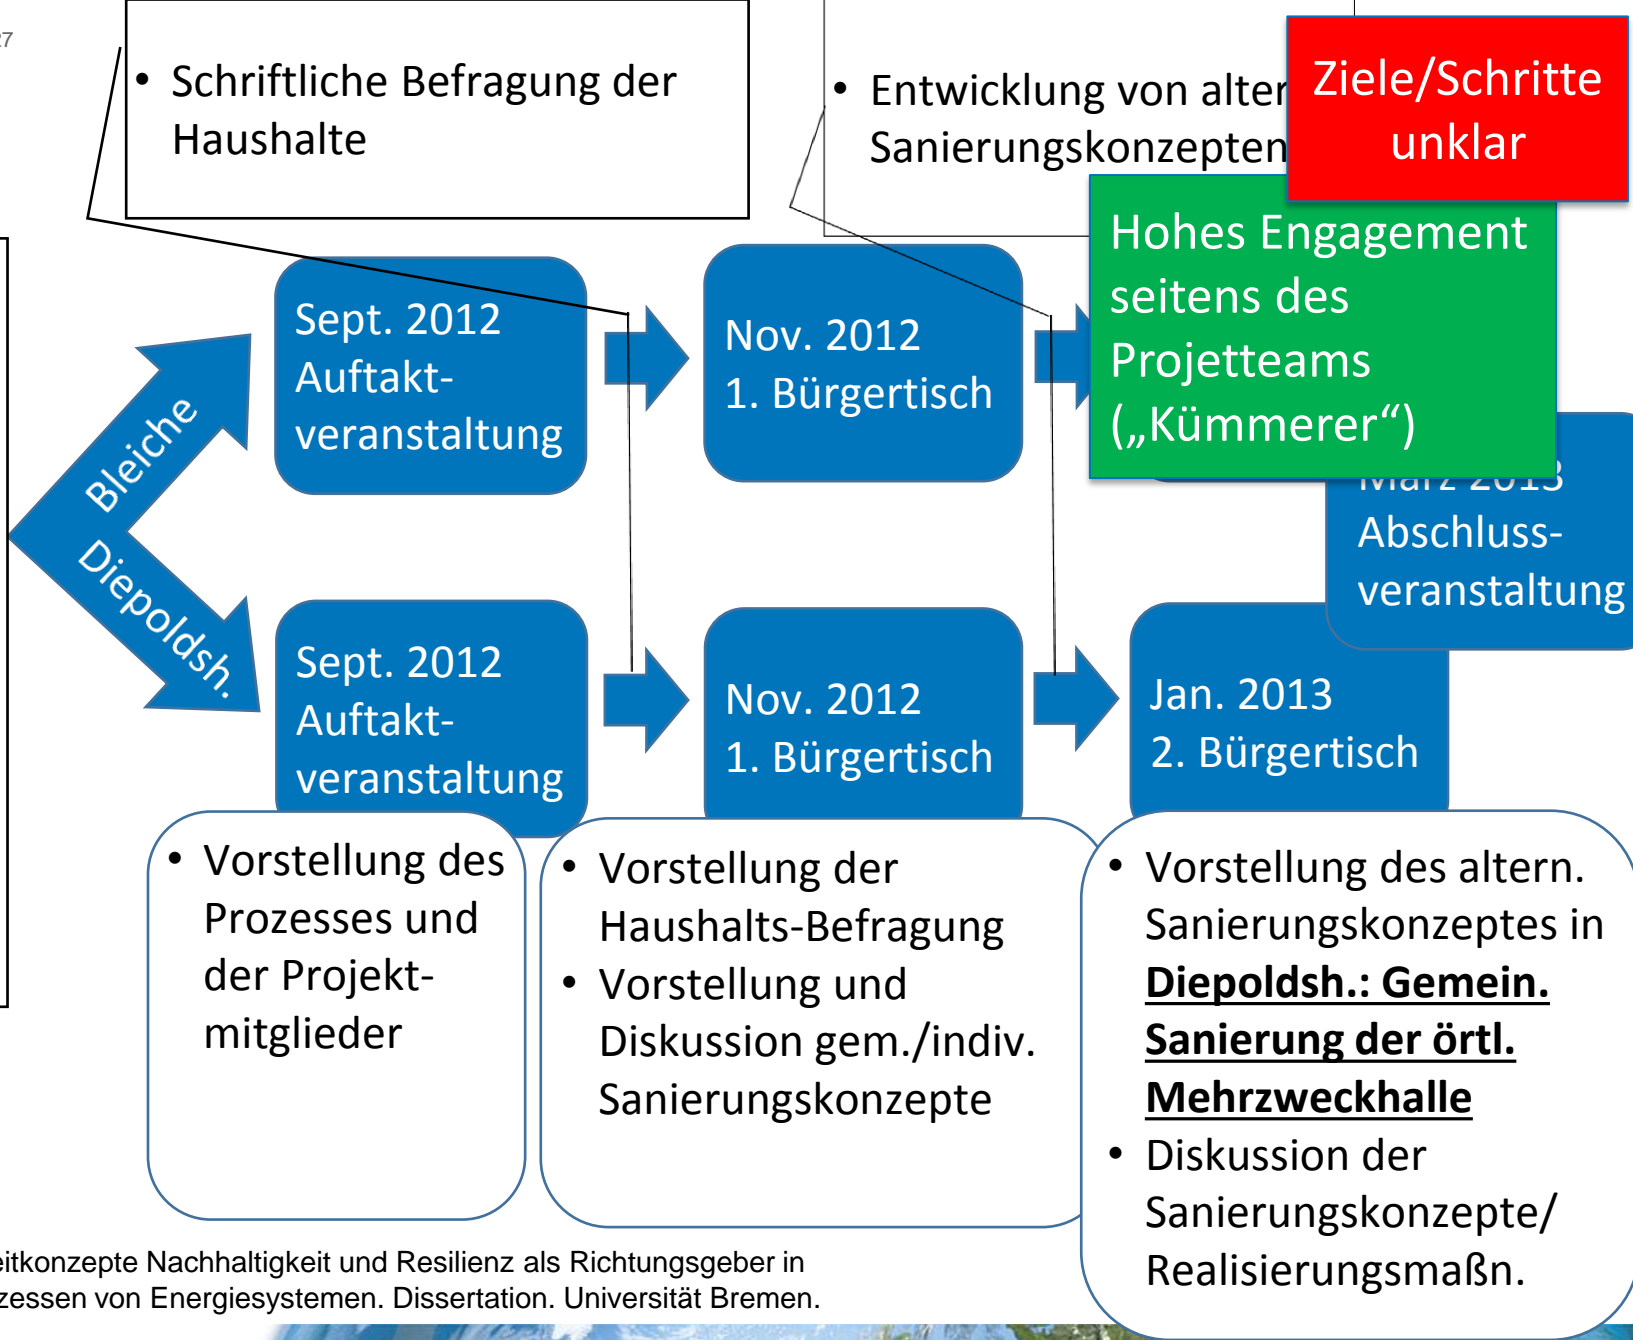 27
• Schriftliche Befragung der
Haushalte
• Entwicklung von alter
Sanierungskonzepten
Ziele/Schritte
unklar
Hohes Engagement
seitens des
Projetteams
(„Kümmerer“)
Bleiche
Sept. 2012
Auftakt-
veranstaltung
Nov. 2012
1. Bürgertisch
März 2013
Abschluss-
veranstaltung
Diepoldsh.
Sept. 2012
Auftakt-
veranstaltung
Nov. 2012
1. Bürgertisch
Jan. 2013
2. Bürgertisch
• Vorstellung des
Prozesses und
der Projekt-
mitglieder
• Vorstellung der
Haushalts-Befragung
• Vorstellung und
Diskussion gem./indiv.
Sanierungskonzepte
• Vorstellung des altern.
Sanierungskonzeptes in
Diepoldsh.: Gemein.
Sanierung der örtl.
Mehrzweckhalle
• Diskussion der
Sanierungskonzepte/
Realisierungsmaßn.
eitkonzepte Nachhaltigkeit und Resilienz als Richtungsgeber in
zessen von Energiesystemen. Dissertation. Universität Bremen.